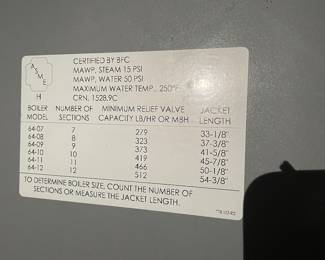 ASME
H
CERTIFIED BY BFC
MAWP, STEAM 15 PSI
MAWP, WATER 50 PSI
MAXIMUM WATER TEMP., 250°F
CRN, 1528.9C
BOILER NUMBER OF MINIMUM RELIEF VALVE JACKET
MODEL SECTIONS CAPACITY LB/HR OR MBH LENGTH
64-07 7 279 33-1/8"
64-08 8 323 37-3/8"
64-09 9 373 41-5/8"
64-10 10 419 45-7/8"
64-11 11 466 50-1/8"
64-12 12 512 54-3/8"
TO DETERMINE BOILER SIZE, COUNT THE NUMBER OF
SECTIONS OR MEASURE THE JACKET LENGTH.